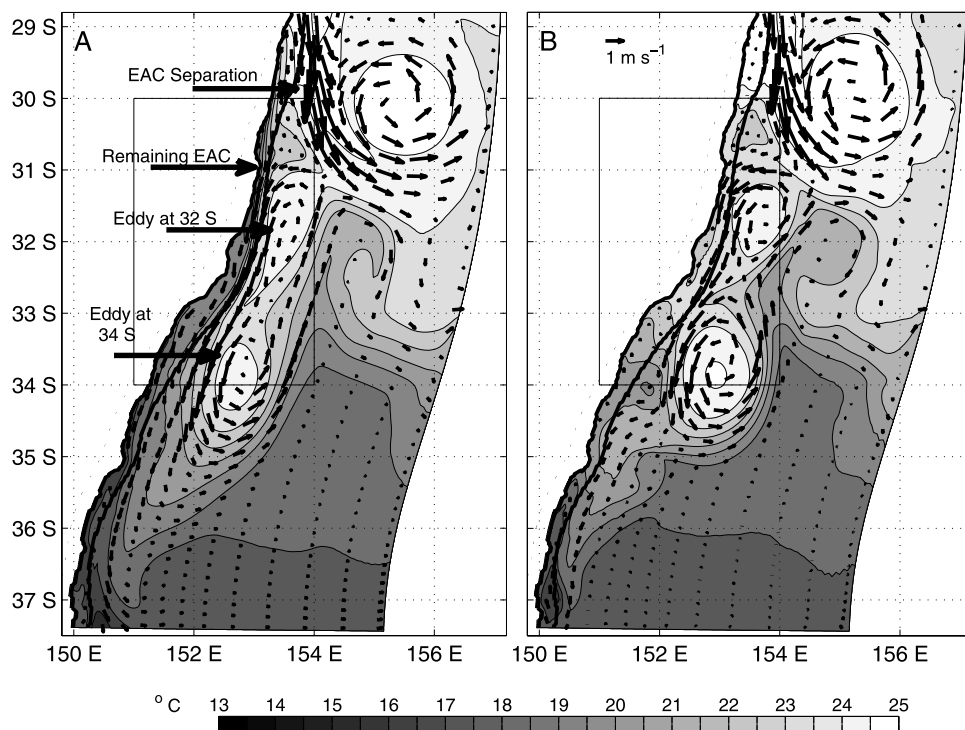 A
B
29 S
30 S
31 S
32 S
33 S
34 S
35 S
36 S
37 S
EAC Separation
Remaining EAC
Eddy at 32 S
Eddy at
34 S
1 m s⁻¹
150 E 152 E 154 E 156 E
150 E 152 E 154 E 156 E
° C 13 14 15 16 17 18 19 20 21 22 23 24 25